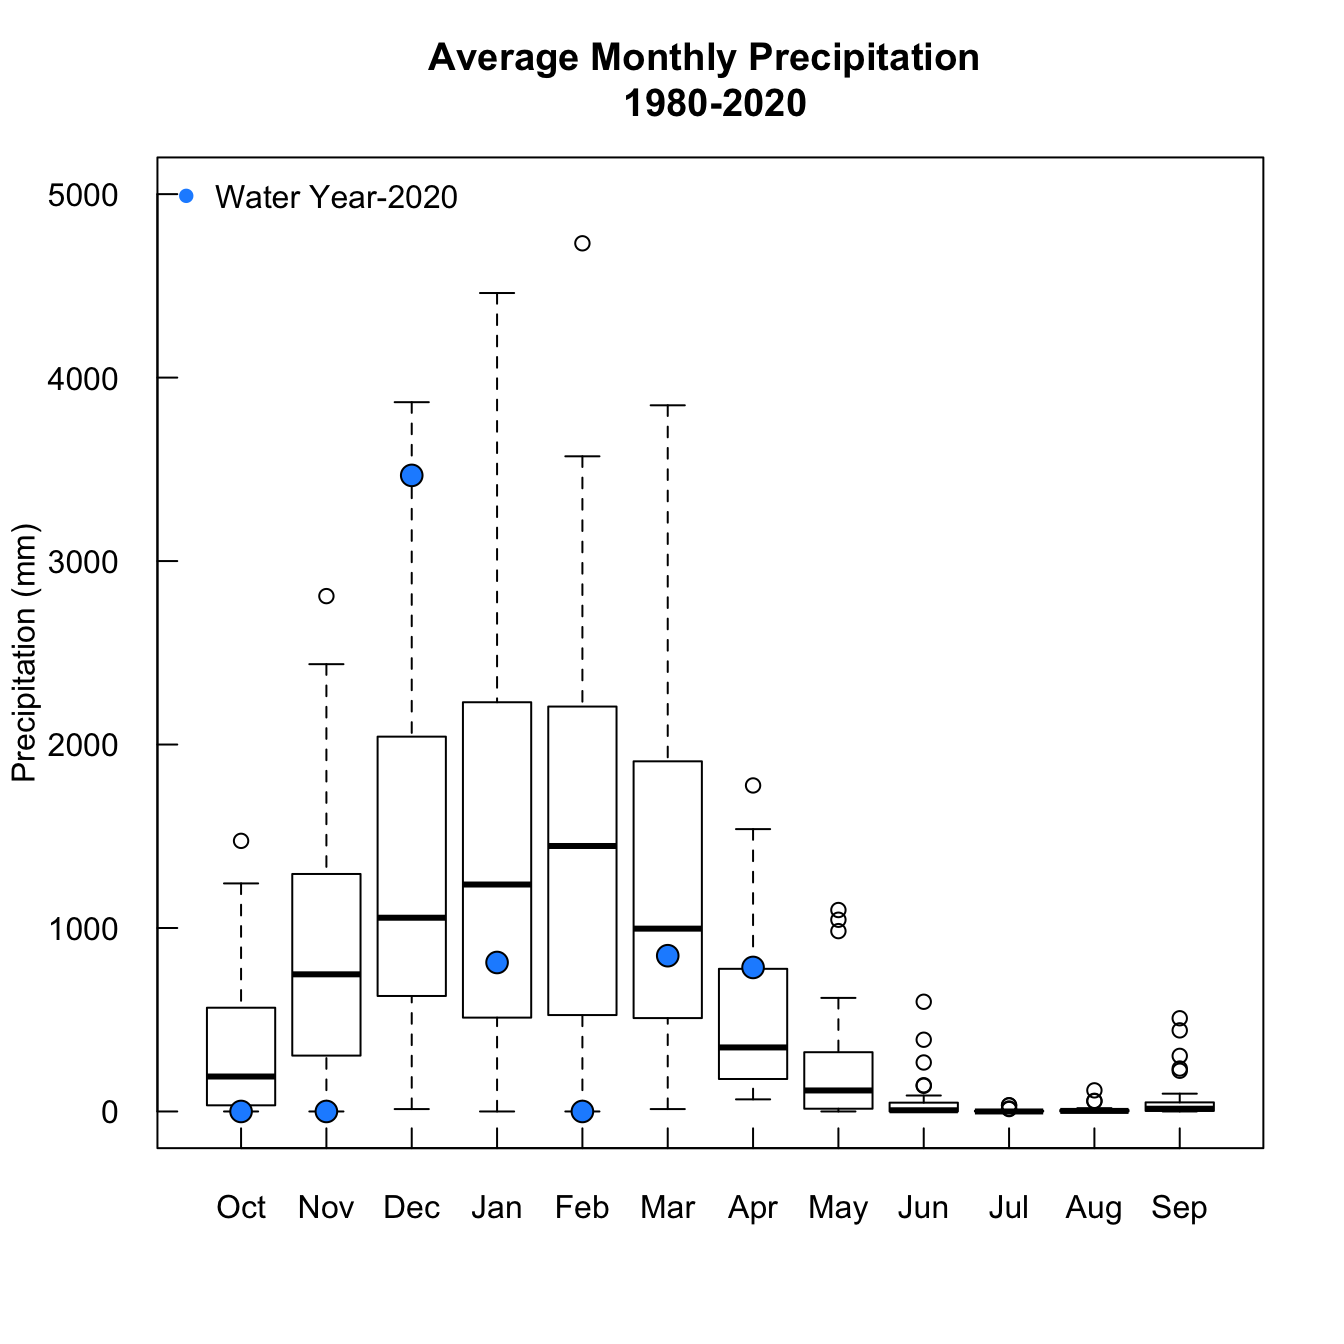 Average Monthly Precipitation
1980-2020
Water Year-2020
Precipitation (mm)
5000
4000
3000
2000
1000
0
Oct Nov Dec Jan Feb Mar Apr May Jun Jul Aug Sep